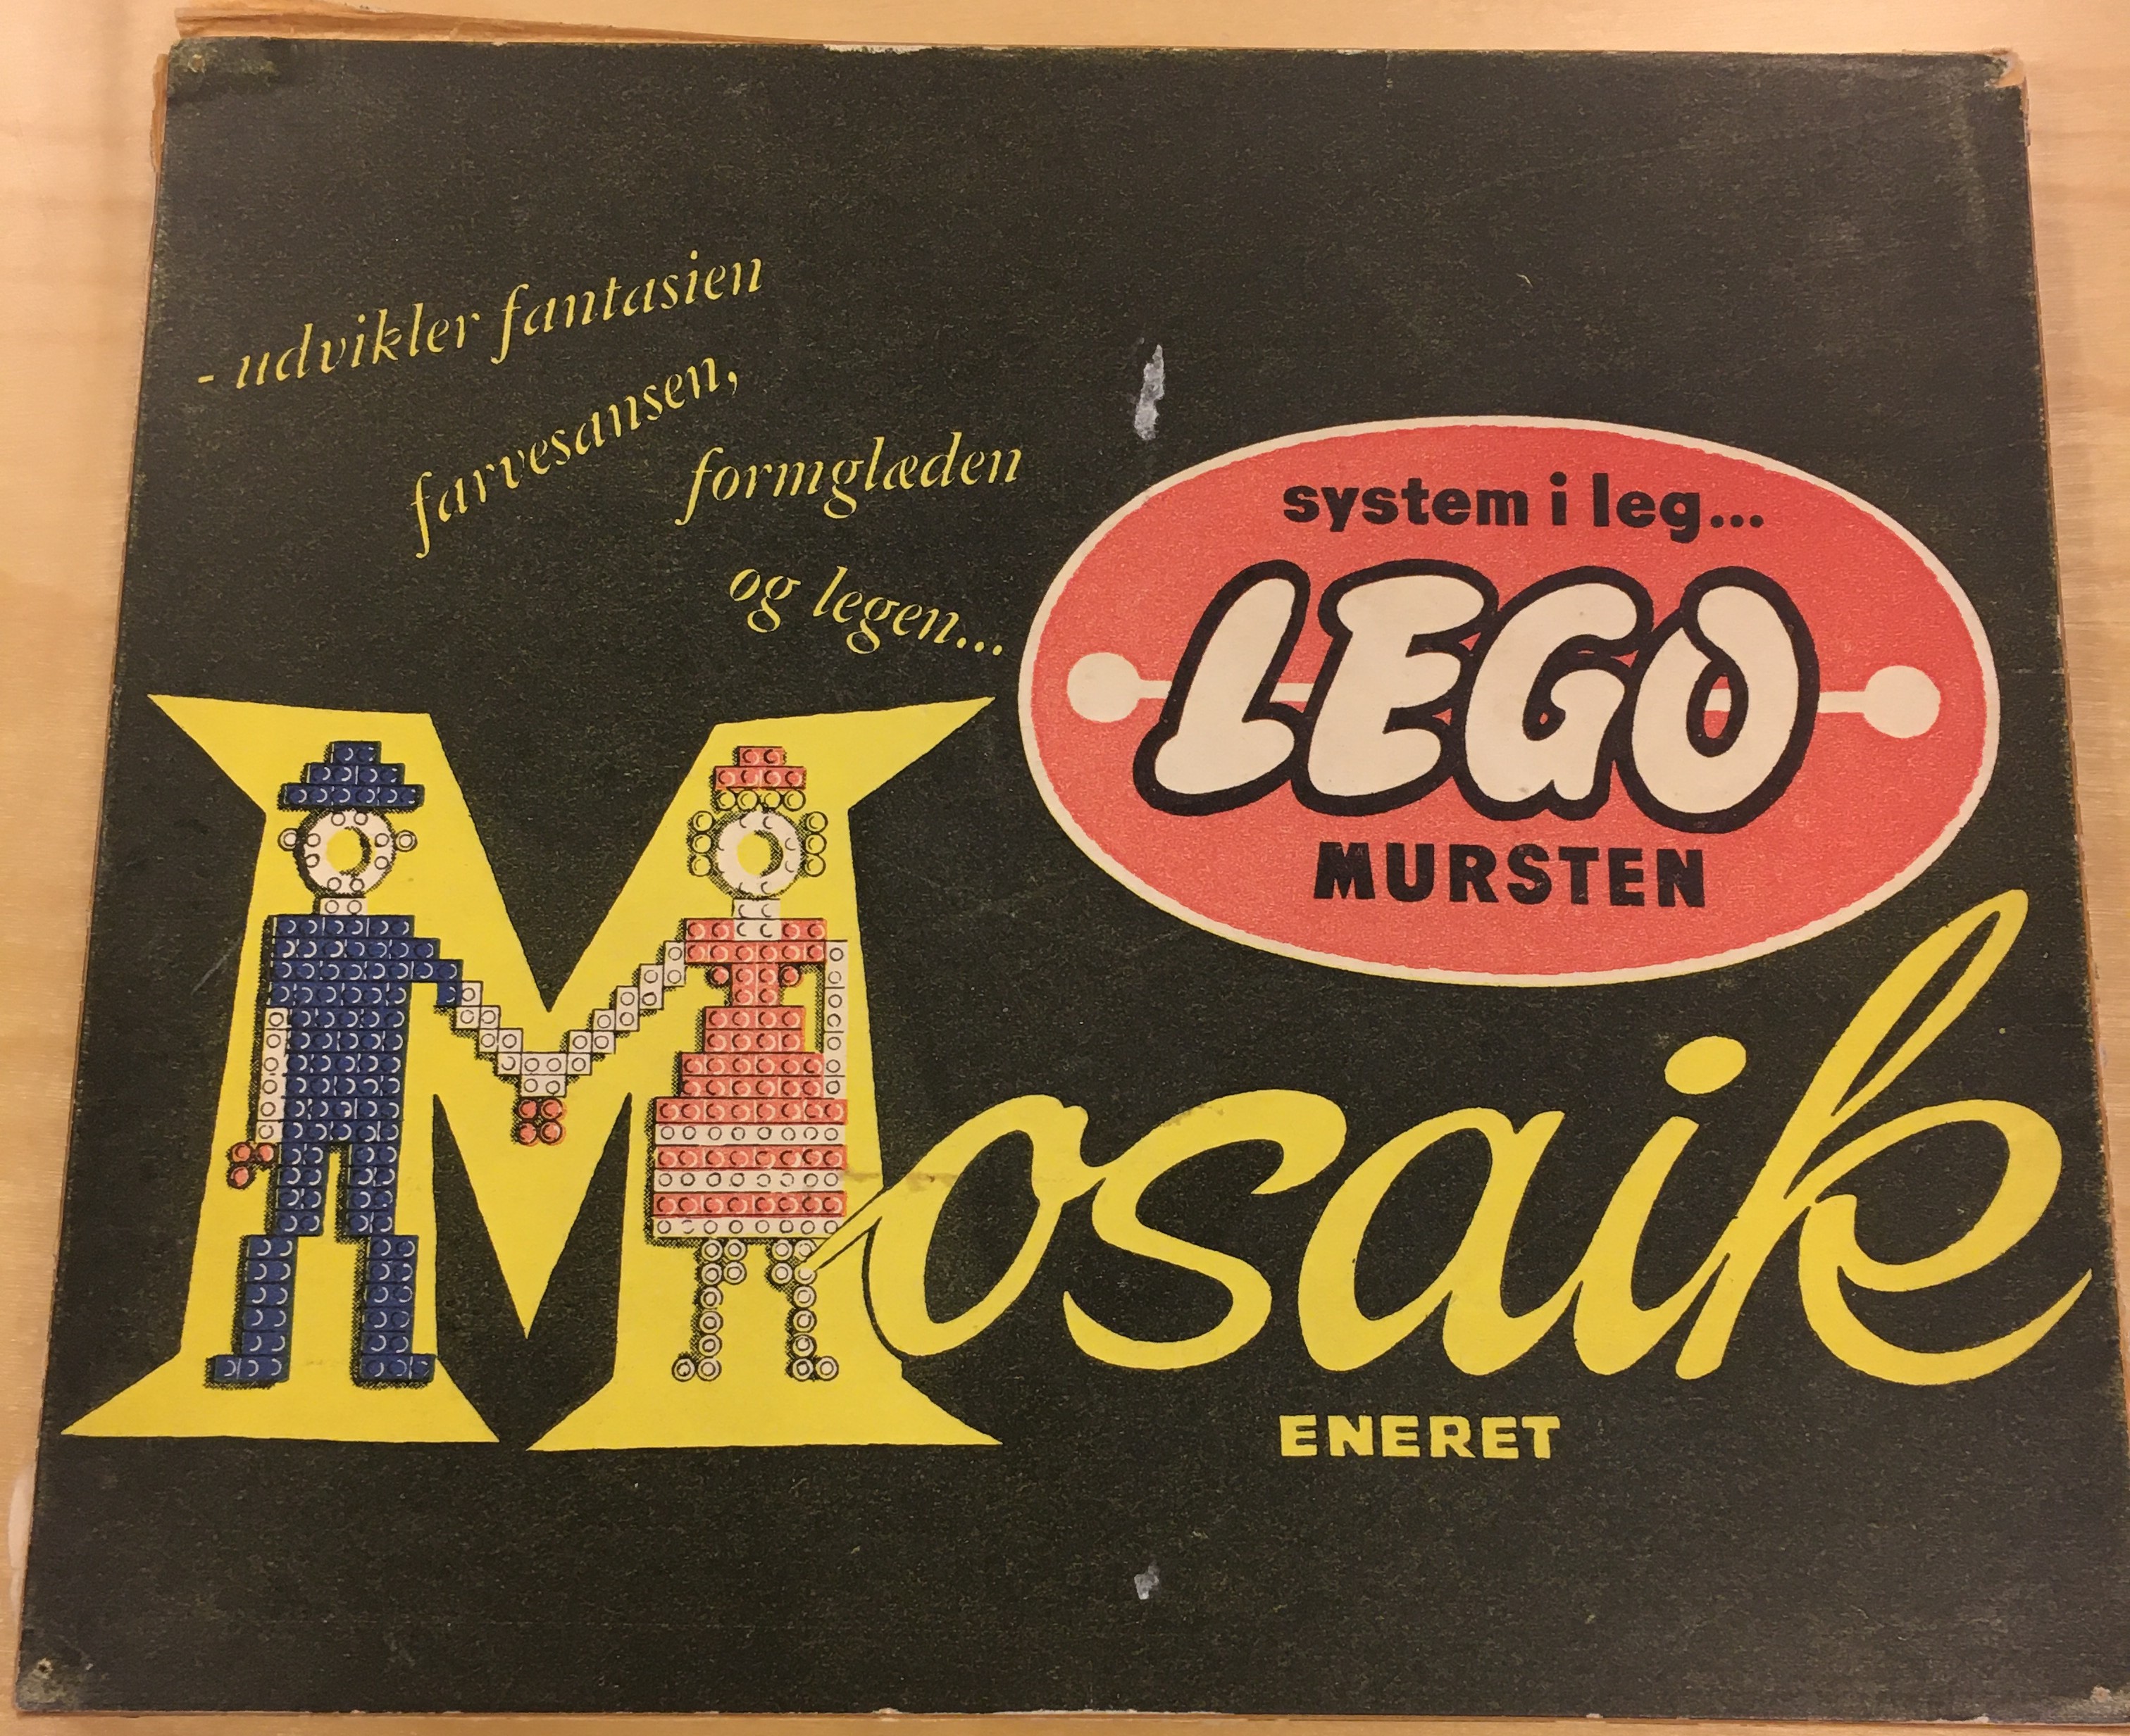 - udvikler fantasien
farvesansen,
formglæden
og legen...
system i leg...
LEGO
MURSTEN
Mosaik
ENERET